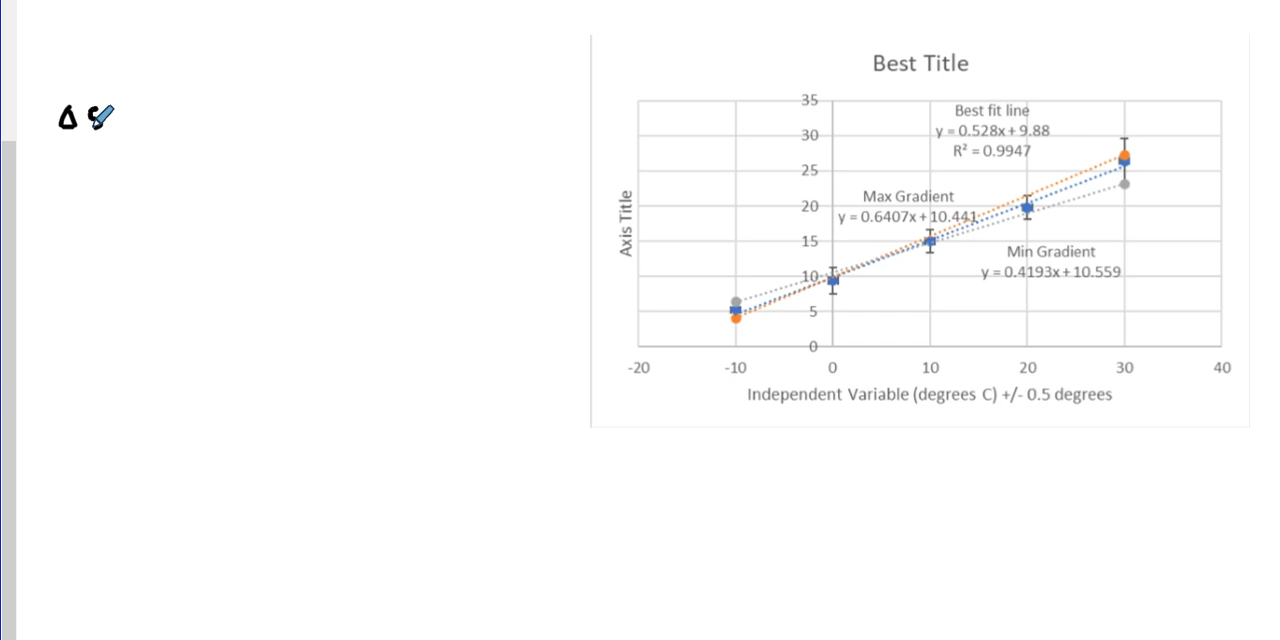 Best Title
35
Best fit line
y = 0.528x + 9.88
R² = 0.9947
30
25
Max Gradient
y = 0.6407x + 10.441
20
15
Min Gradient
y = 0.4193x + 10.559
10
5
0
Axis Title
-20 -10 0 10 20 30 40
Independent Variable (degrees C) +/- 0.5 degrees